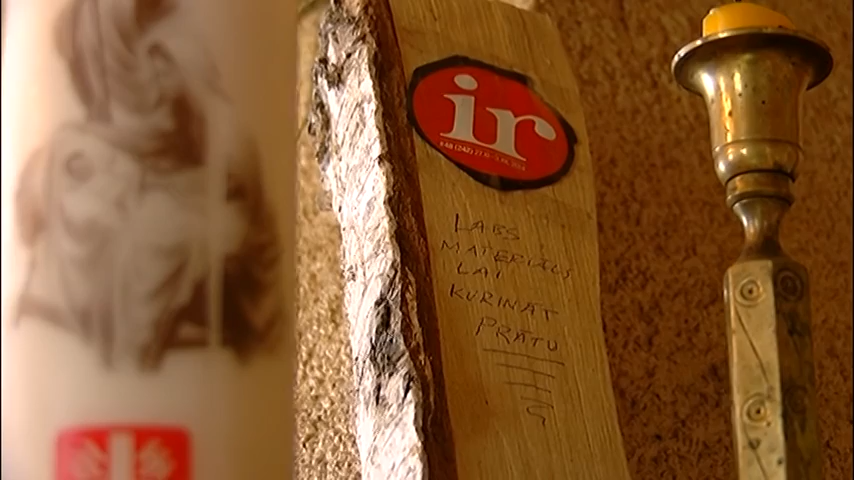 ir
LABS
MATERIĀLS
LAI
KURINĀT
PRĀTU